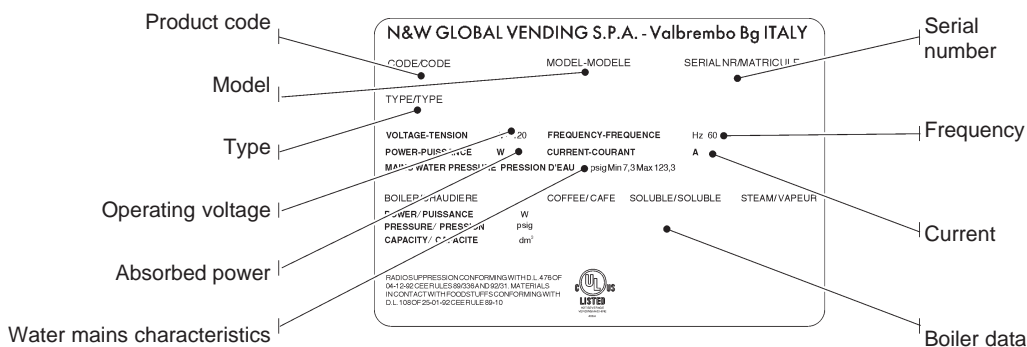 Product code
Model
Type
Operating voltage
Absorbed power
Water mains characteristics
N&W GLOBAL VENDING S.P.A. - Valbrembo Bg ITALY
CODE/CODE MODEL-MODELE SERIAL NR/MATRICULE
TYPE/TYPE
VOLTAGE-TENSION 20 FREQUENCY-FREQUENCE Hz 60
POWER-PUISSANCE W CURRENT-COURANT A
MAINS WATER PRESSURE PRESSION D'EAU psig Min 7,3 Max 123,3
BOILER/CHAUDIERE COFFEE/CAFE SOLUBLE/SOLUBLE STEAM/VAPEUR
POWER/PUISSANCE W
PRESSURE/PRESSION psig
CAPACITY/CAPACITE dm³
RADIO SUPPRESSION CONFORMING WITH D.L. 476 OF
04-12-92 CEE RULES 89/336 AND 92/31. MATERIALS
IN CONTACT WITH FOODSTUFFS CONFORMING WITH
D.L. 108 OF 25-01-92 CEE RULE 89-10
C UL US
LISTED
Serial
number
Frequency
Current
Boiler data